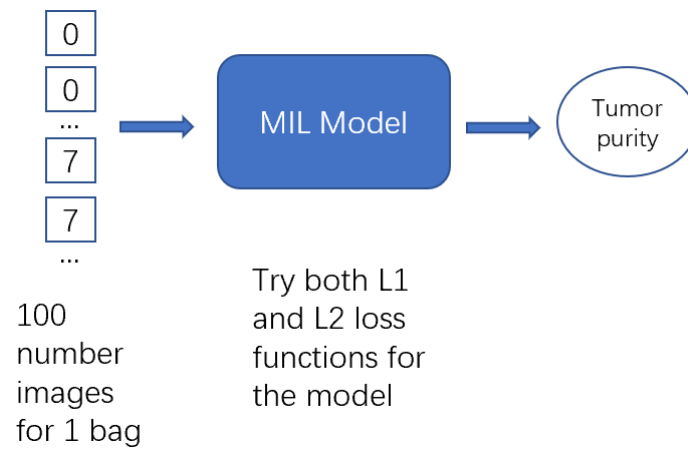 0
0
...
7
7
...
MIL Model
Tumor
purity
100
number
images
for 1 bag
Try both L1
and L2 loss
functions for
the model